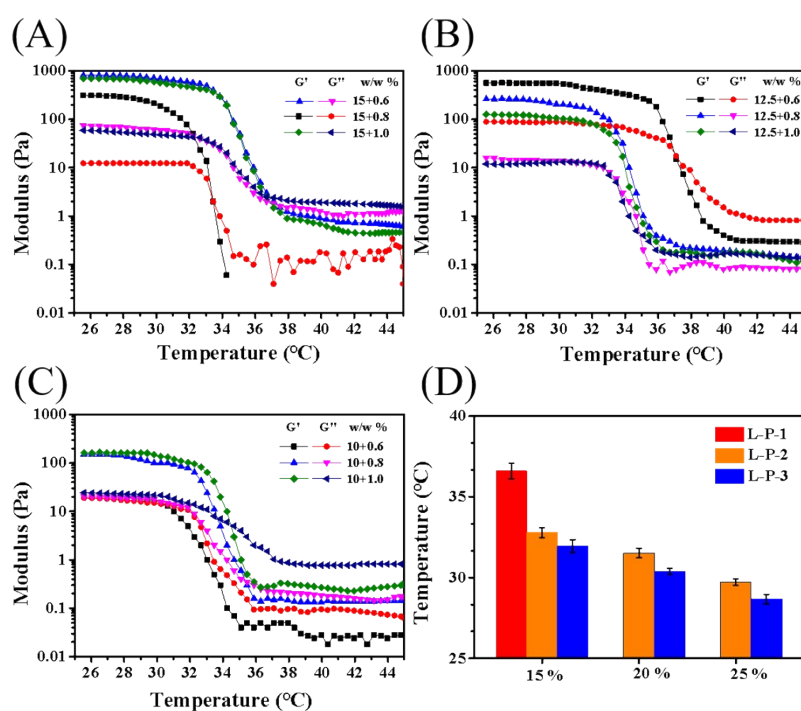 (A)
G' G'' w/w %
15+0.6
15+0.8
15+1.0
Modulus (Pa)
1000
100
10
1
0.1
0.01
26 28 30 32 34 36 38 40 42 44
Temperature (°C)
(B)
G' G'' w/w %
12.5+0.6
12.5+0.8
12.5+1.0
Modulus (Pa)
1000
100
10
1
0.1
0.01
26 28 30 32 34 36 38 40 42 44
Temperature (°C)
(C)
G' G'' w/w %
10+0.6
10+0.8
10+1.0
Modulus (Pa)
1000
100
10
1
0.1
0.01
26 28 30 32 34 36 38 40 42 44
Temperature (°C)
(D)
L-P-1
L-P-2
L-P-3
Temperature (°C)
40
35
30
25
15 % 20 % 25 %